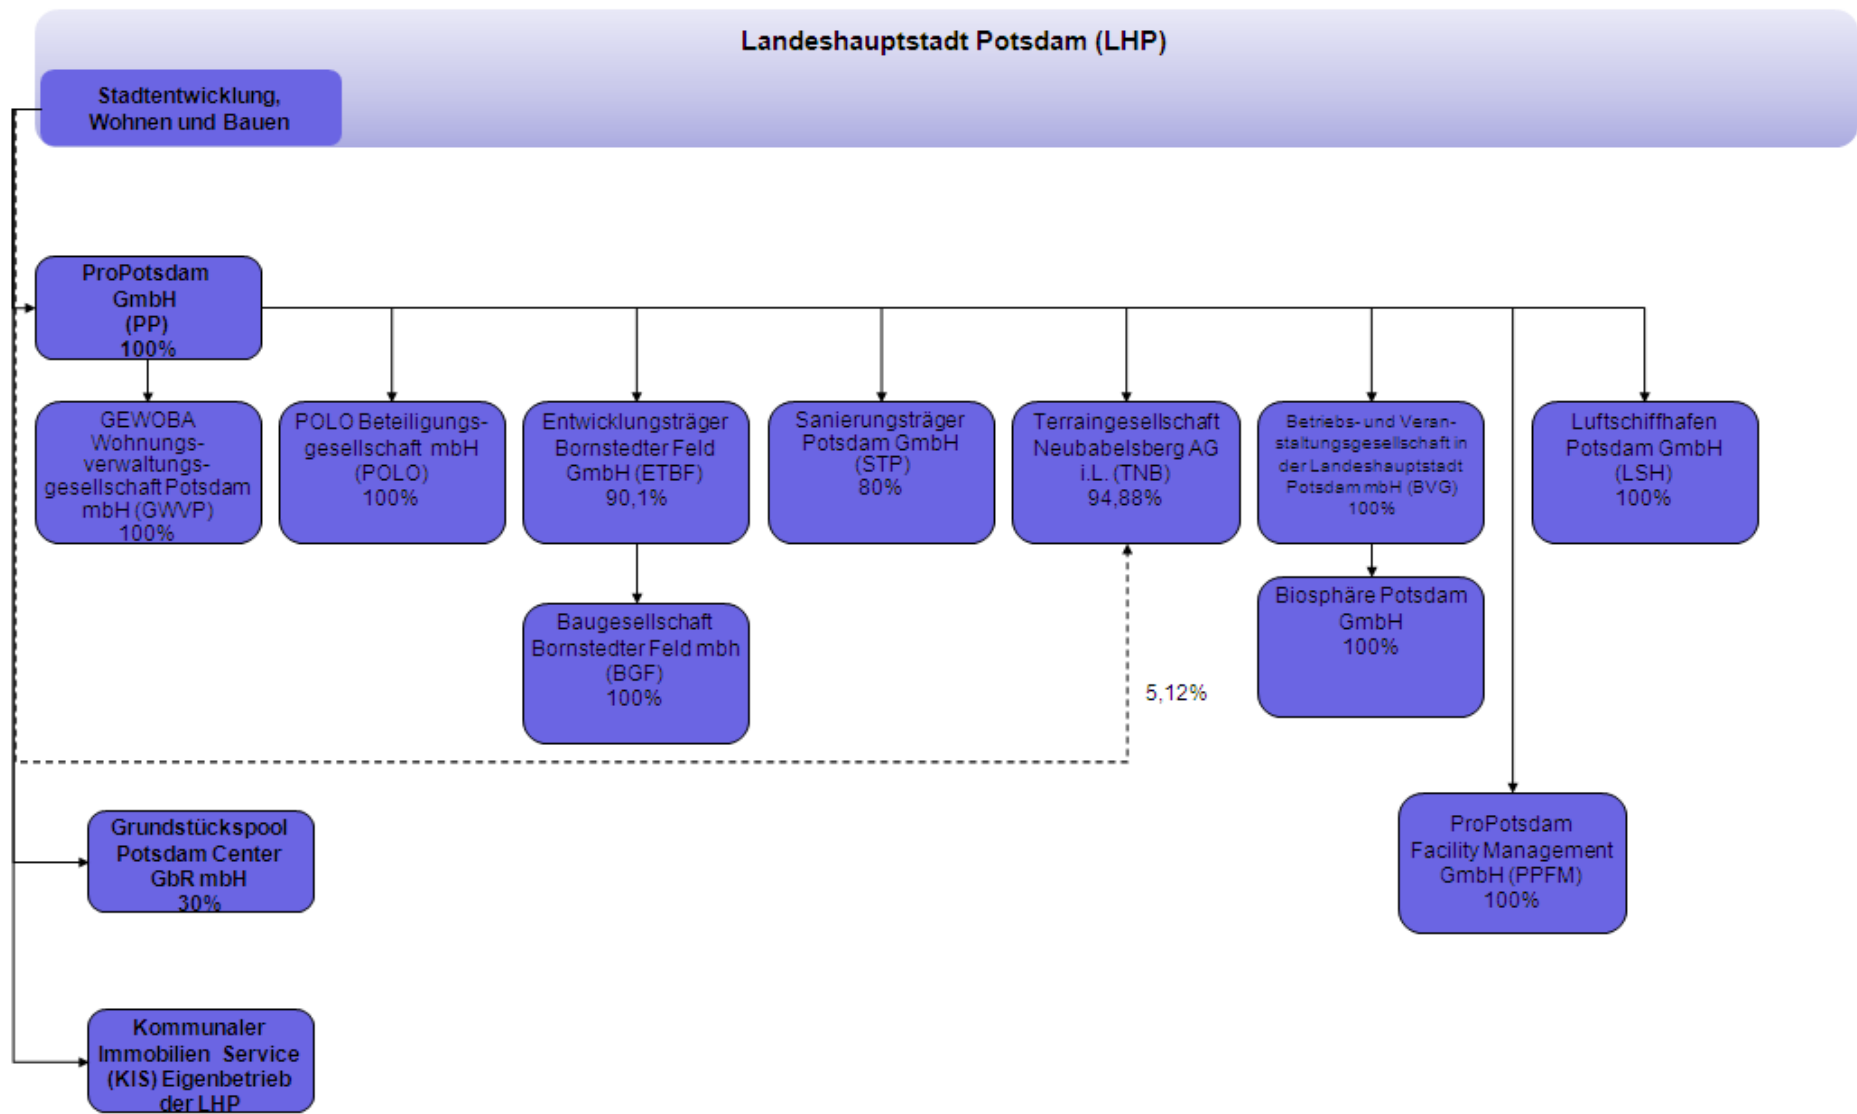 Landeshauptstadt Potsdam (LHP)
Stadtentwicklung,
Wohnen und Bauen
ProPotsdam
GmbH
(PP)
100%
GEWOBA
Wohnungs-
verwaltungs-
gesellschaft Potsdam
mbH (GWVP)
100%
POLO Beteiligungs-
gesellschaft mbH
(POLO)
100%
Entwicklungsträger
Bornstedter Feld
GmbH (ETBF)
90,1%
Sanierungsträger
Potsdam GmbH
(STP)
80%
Terraingesellschaft
Neubabelsberg AG
i.L. (TNB)
94,88%
Betriebs- und Veran-
staltungsgesellschaft in
der Landeshauptstadt
Potsdam mbH (BVG)
100%
Luftschiffhafen
Potsdam GmbH
(LSH)
100%
Baugesellschaft
Bornstedter Feld mbh
(BGF)
100%
Biosphäre Potsdam
GmbH
100%
5,12%
Grundstückspool
Potsdam Center
GbR mbH
30%
ProPotsdam
Facility Management
GmbH (PPFM)
100%
Kommunaler
Immobilien Service
(KIS) Eigenbetrieb
der LHP